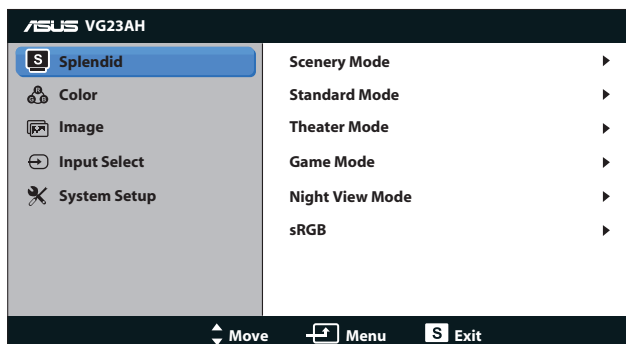 ASUS VG23AH
S Splendid
Color
Image
Input Select
System Setup
Scenery Mode
Standard Mode
Theater Mode
Game Mode
Night View Mode
sRGB
Move Menu S Exit